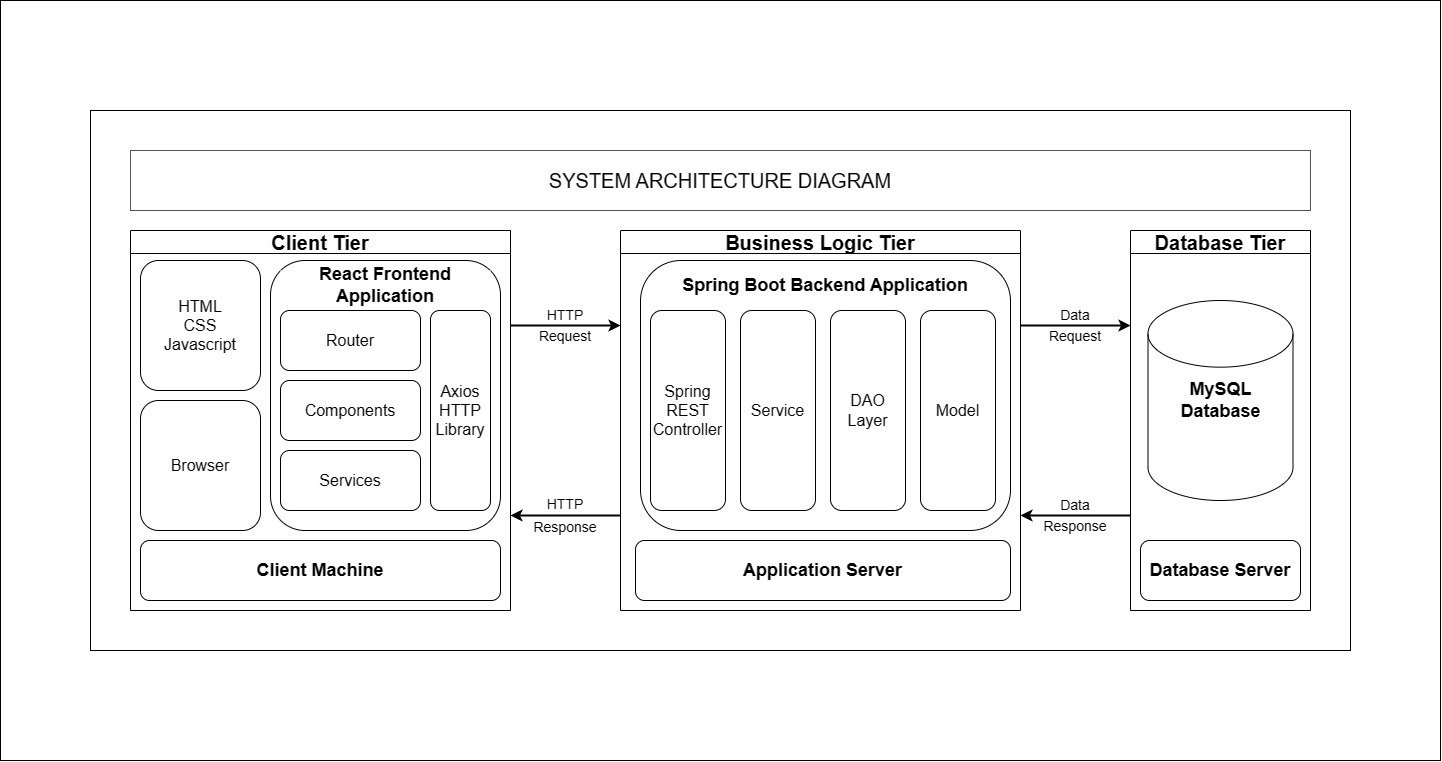 SYSTEM ARCHITECTURE DIAGRAM
Client Tier
HTML
CSS
Javascript
Browser
React Frontend
Application
Router
Components
Services
Axios
HTTP
Library
Client Machine
HTTP
Request
HTTP
Response
Business Logic Tier
Spring Boot Backend Application
Spring
REST
Controller
Service
DAO
Layer
Model
Application Server
Data
Request
Data
Response
Database Tier
MySQL
Database
Database Server